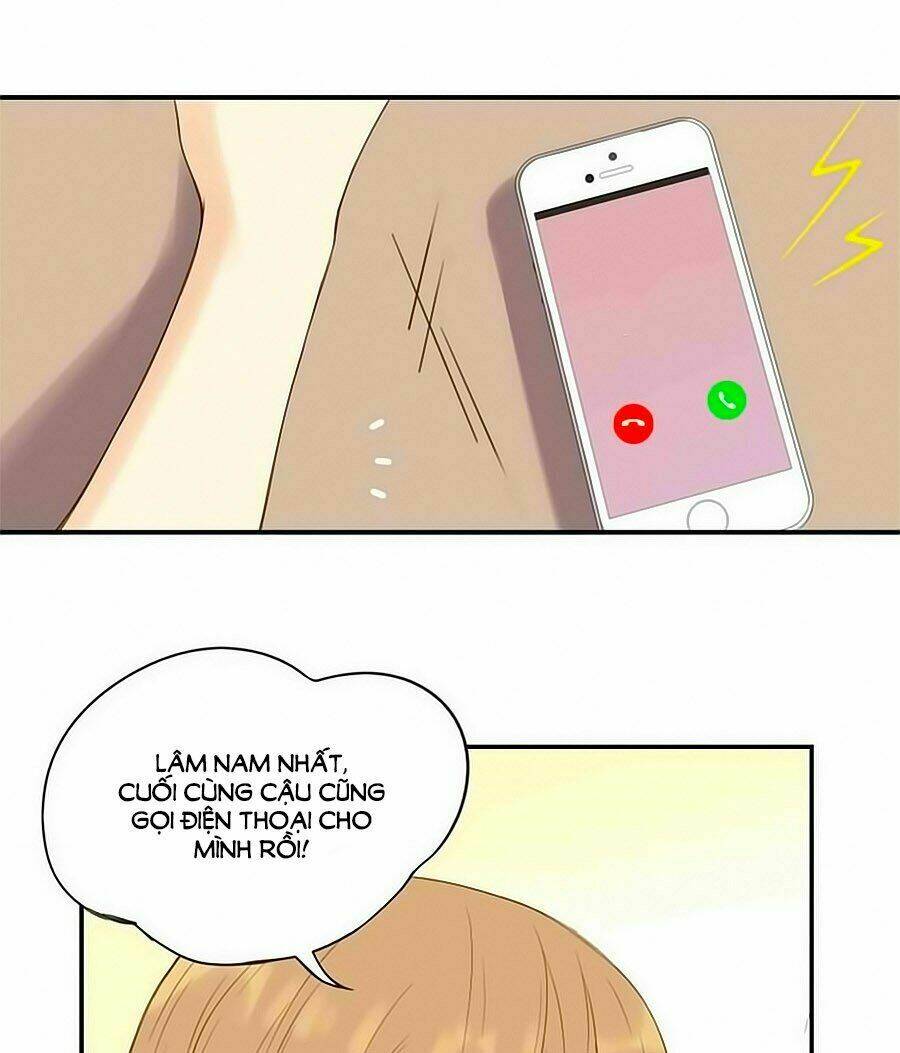 LÂM NAM NHẤT,
CUỐI CÙNG CẬU CŨNG
GỌI ĐIỆN THOẠI CHO
MÌNH RỒI!